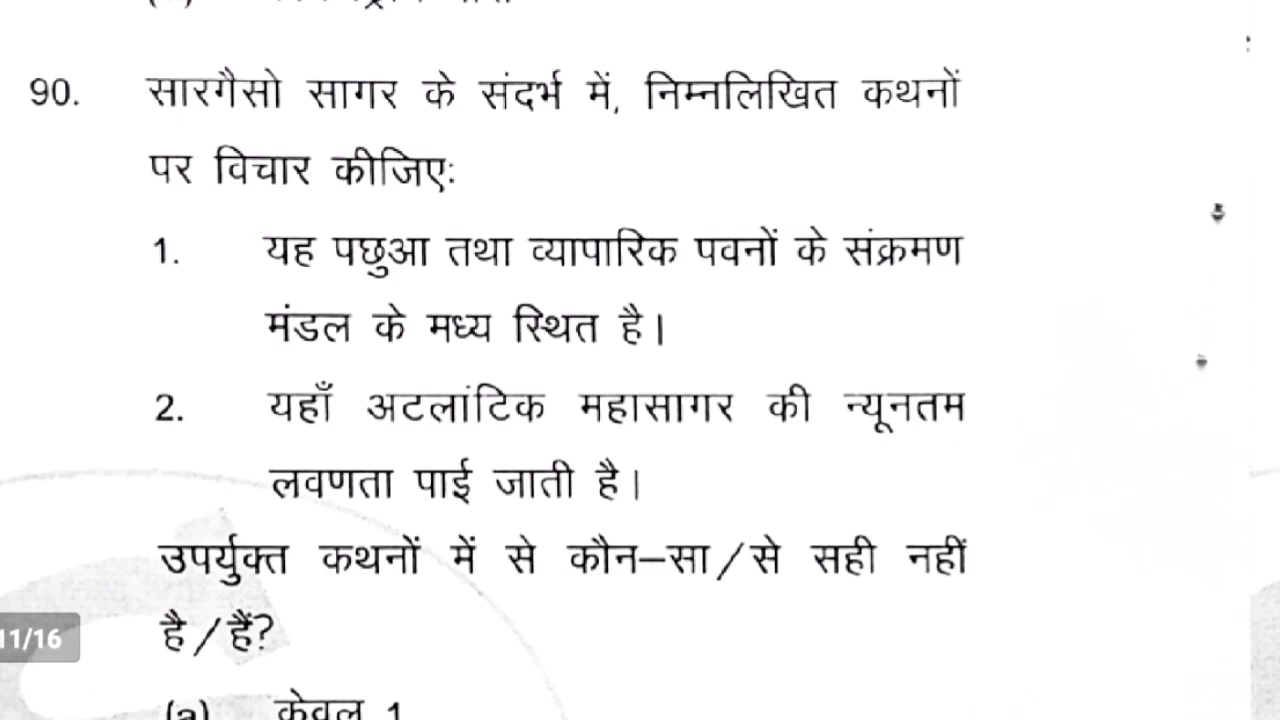 90. सारगैसो सागर के संदर्भ में, निम्नलिखित कथनों
पर विचार कीजिएः
1. यह पछुआ तथा व्यापारिक पवनों के संक्रमण
मंडल के मध्य स्थित है।
2. यहाँ अटलांटिक महासागर की न्यूनतम
लवणता पाई जाती है।
उपर्युक्त कथनों में से कौन–सा/से सही नहीं
है/हैं?
11/16
(a) केवल 1